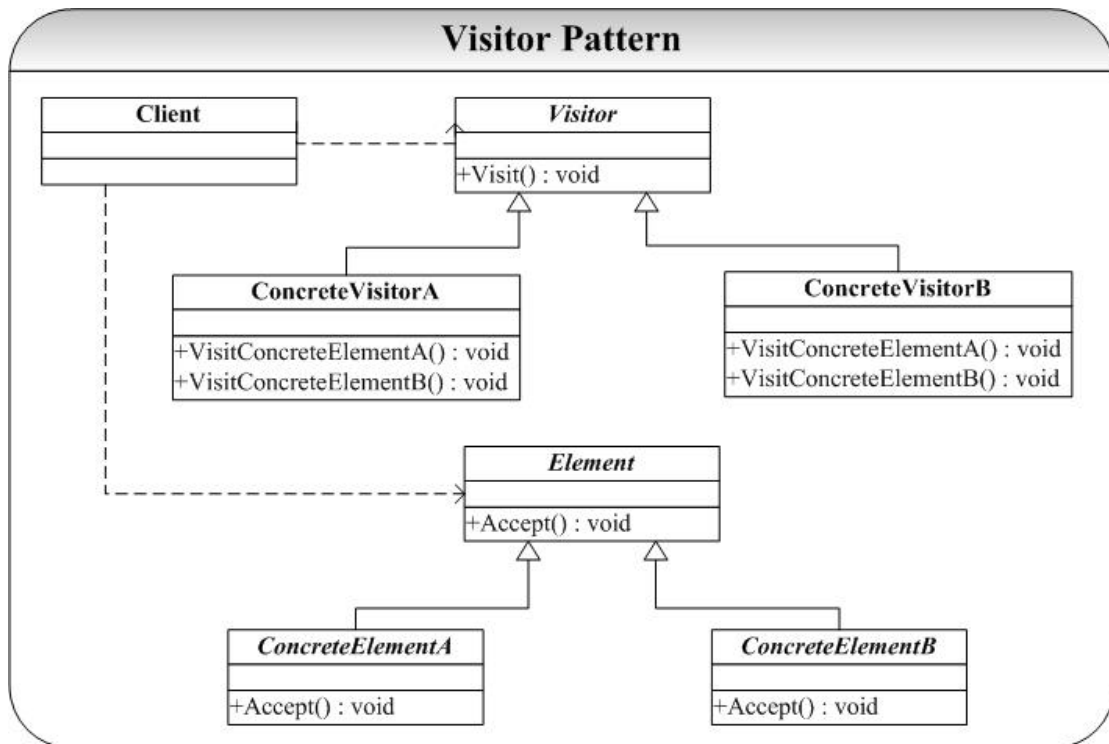 Visitor Pattern
Client
Visitor
+Visit() : void
ConcreteVisitorA
+VisitConcreteElementA() : void
+VisitConcreteElementB() : void
ConcreteVisitorB
+VisitConcreteElementA() : void
+VisitConcreteElementB() : void
Element
+Accept() : void
ConcreteElementA
+Accept() : void
ConcreteElementB
+Accept() : void